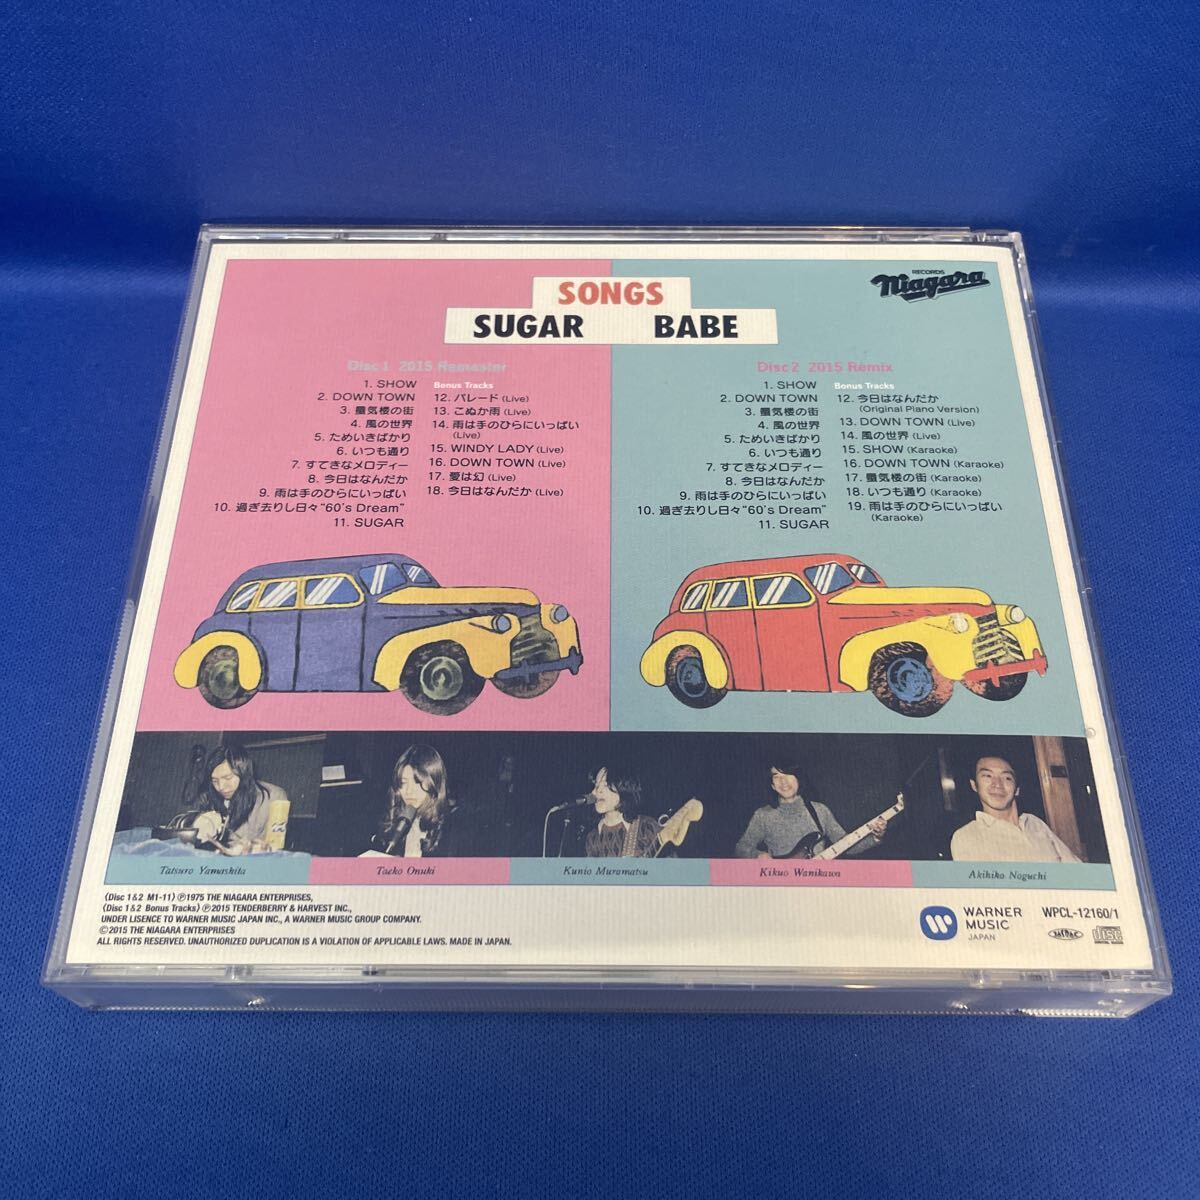 SONGS
SUGAR BABE
RECORDS
Niagara
Disc 1 2015 Remaster
1. SHOW
2. DOWN TOWN
3. 蜃気楼の街
4. 風の世界
5. ためいきばかり
6. いつも通り
7. すてきなメロディー
8. 今日はなんだか
9. 雨は手のひらにいっぱい
10. 過ぎ去りし日々"60's Dream"
11. SUGAR
Bonus Tracks
12. パレード (Live)
13. こぬか雨 (Live)
14. 雨は手のひらにいっぱい
(Live)
15. WINDY LADY (Live)
16. DOWN TOWN (Live)
17. 愛は幻 (Live)
18. 今日はなんだか (Live)
Disc 2 2015 Remix
1. SHOW
2. DOWN TOWN
3. 蜃気楼の街
4. 風の世界
5. ためいきばかり
6. いつも通り
7. すてきなメロディー
8. 今日はなんだか
9. 雨は手のひらにいっぱい
10. 過ぎ去りし日々"60's Dream"
11. SUGAR
Bonus Tracks
12. 今日はなんだか
(Original Piano Version)
13. DOWN TOWN (Live)
14. 風の世界 (Live)
15. SHOW (Karaoke)
16. DOWN TOWN (Karaoke)
17. 蜃気楼の街 (Karaoke)
18. いつも通り (Karaoke)
19. 雨は手のひらにいっぱい
(Karaoke)
Tatsuro Yamashita
Taeko Onuki
Kunio Muramatsu
Kikuo Wanikawa
Akihiko Noguchi
(Disc 1&2 M1-11) ℗1975 THE NIAGARA ENTERPRISES,
(Disc 1&2 Bonus Tracks) ℗2015 TENDERBERRY & HARVEST INC.,
UNDER LISENCE TO WARNER MUSIC JAPAN INC., A WARNER MUSIC GROUP COMPANY.
©2015 THE NIAGARA ENTERPRISES
ALL RIGHTS RESERVED. UNAUTHORIZED DUPLICATION IS A VIOLATION OF APPLICABLE LAWS. MADE IN JAPAN.
WARNER
MUSIC
JAPAN
WPCL-12160/1
disc